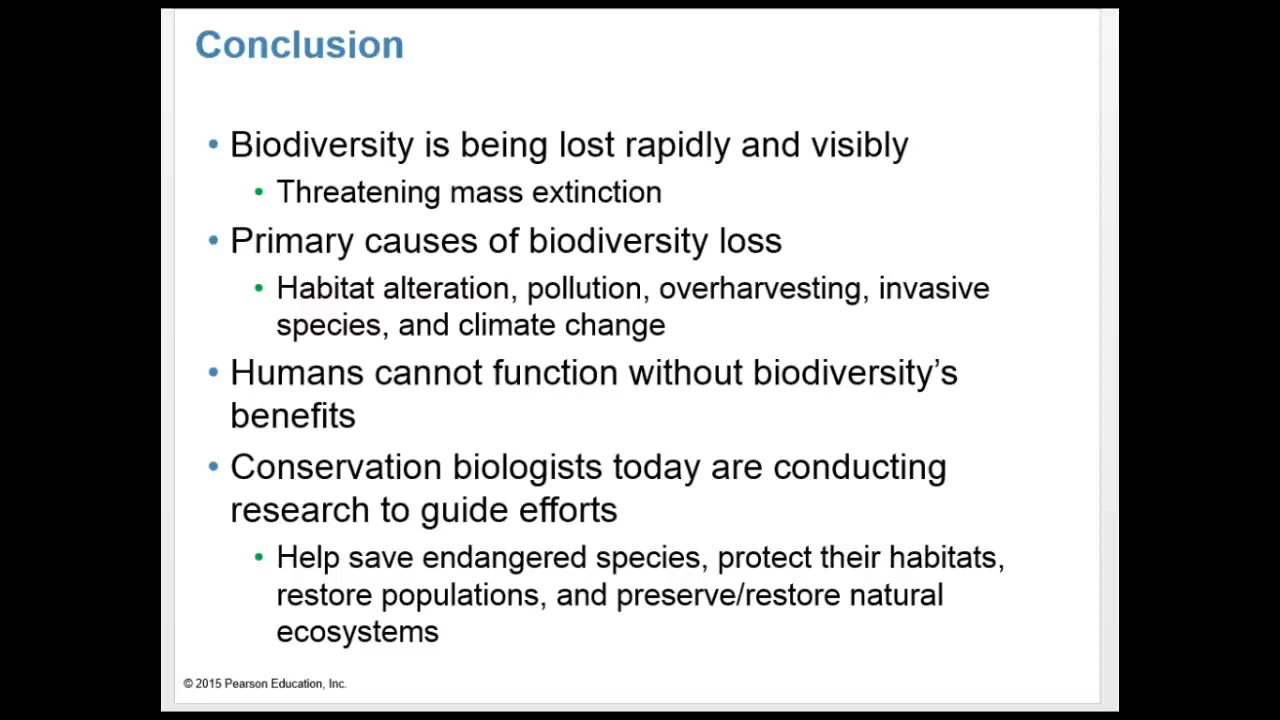 Conclusion
• Biodiversity is being lost rapidly and visibly
• Threatening mass extinction
• Primary causes of biodiversity loss
• Habitat alteration, pollution, overharvesting, invasive
species, and climate change
• Humans cannot function without biodiversity’s
benefits
• Conservation biologists today are conducting
research to guide efforts
• Help save endangered species, protect their habitats,
restore populations, and preserve/restore natural
ecosystems
© 2015 Pearson Education, Inc.